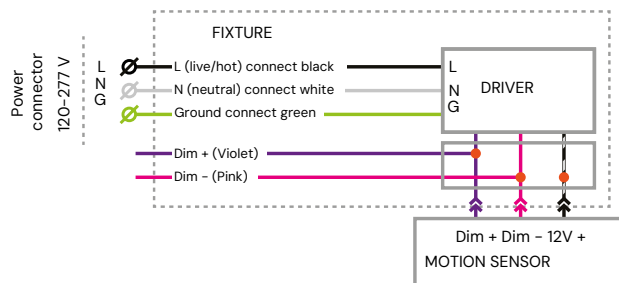 FIXTURE
Power
connector
120-277 V
L
N
G
L (live/hot) connect black
N (neutral) connect white
Ground connect green
L
N
G
DRIVER
Dim + (Violet)
Dim - (Pink)
Dim + Dim - 12V +
MOTION SENSOR